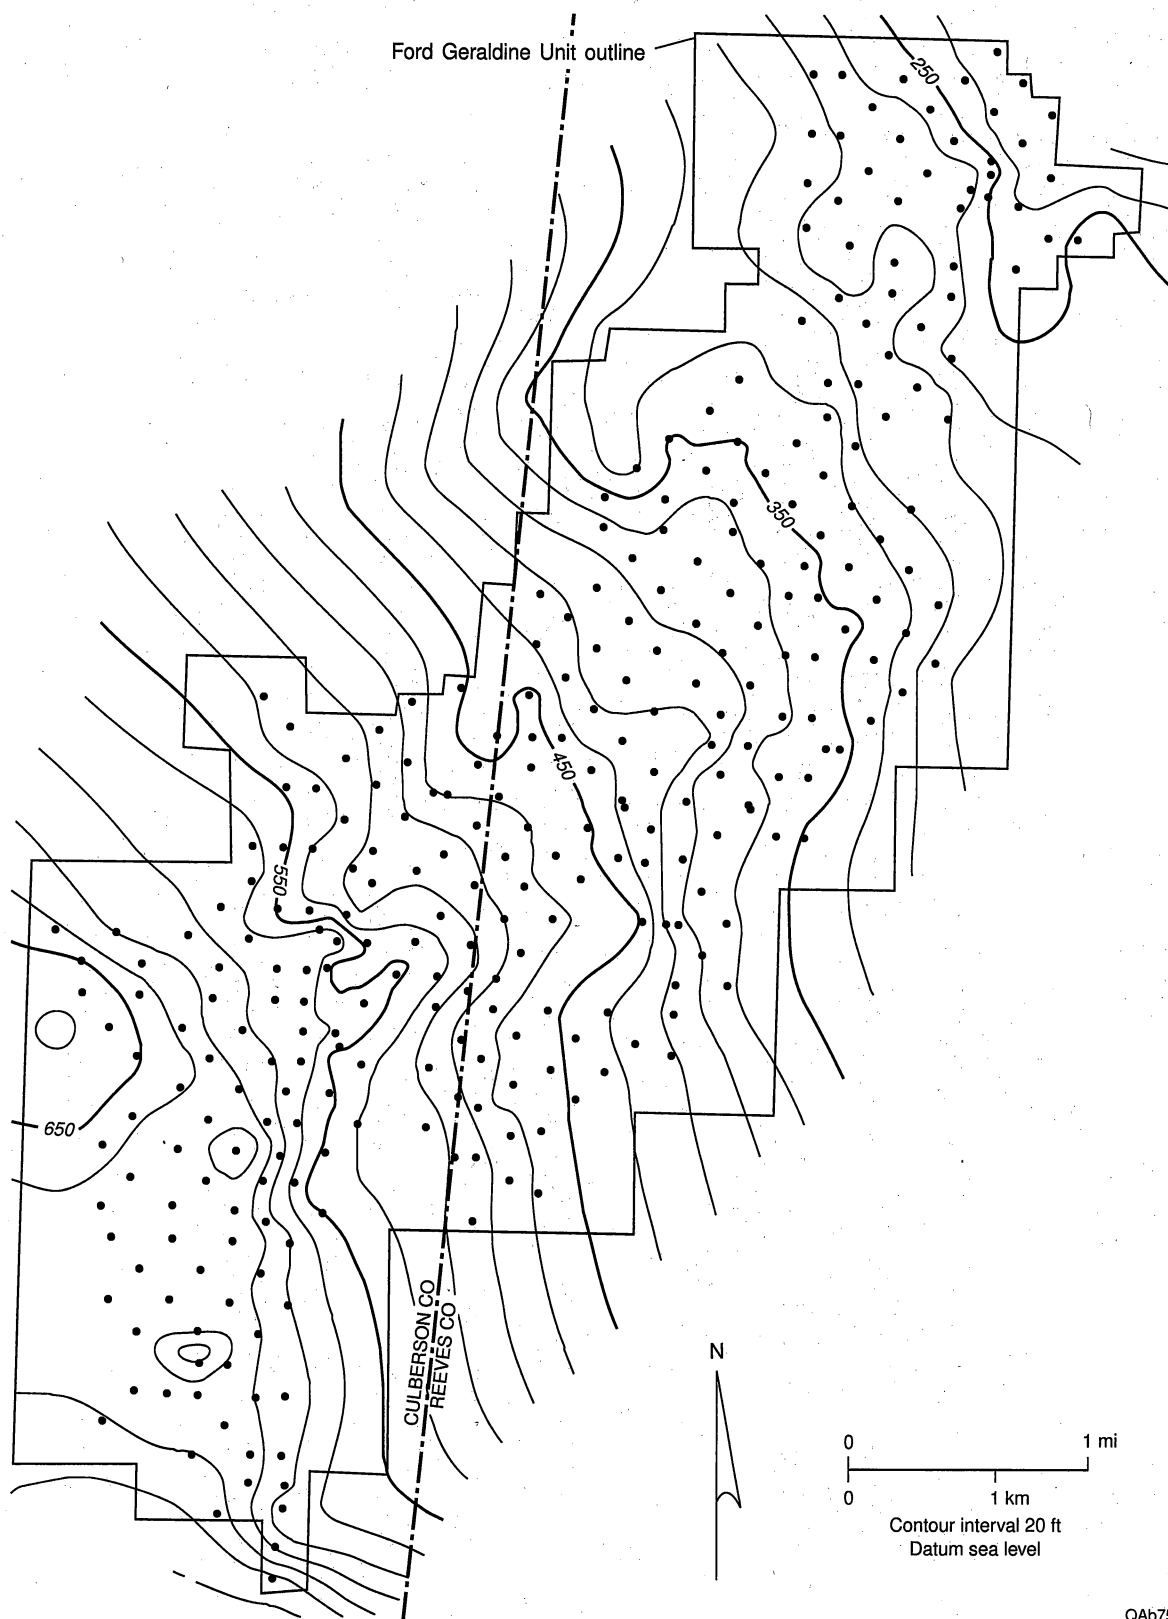 Ford Geraldine Unit outline
250
350
450
550
650
CULBERSON CO
REEVES CO
N
0 1 mi
0 1 km
Contour interval 20 ft
Datum sea level